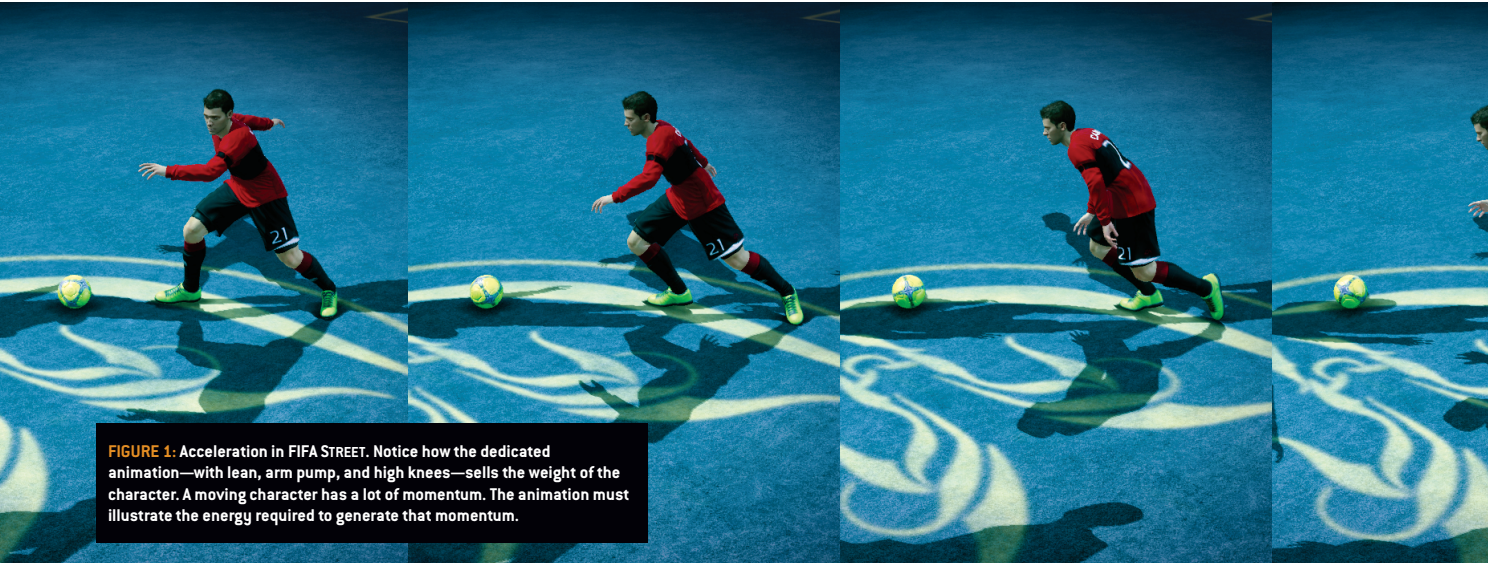 21
21
21
FIGURE 1: Acceleration in FIFA STREET. Notice how the dedicated
animation—with lean, arm pump, and high knees—sells the weight of the
character. A moving character has a lot of momentum. The animation must
illustrate the energy required to generate that momentum.